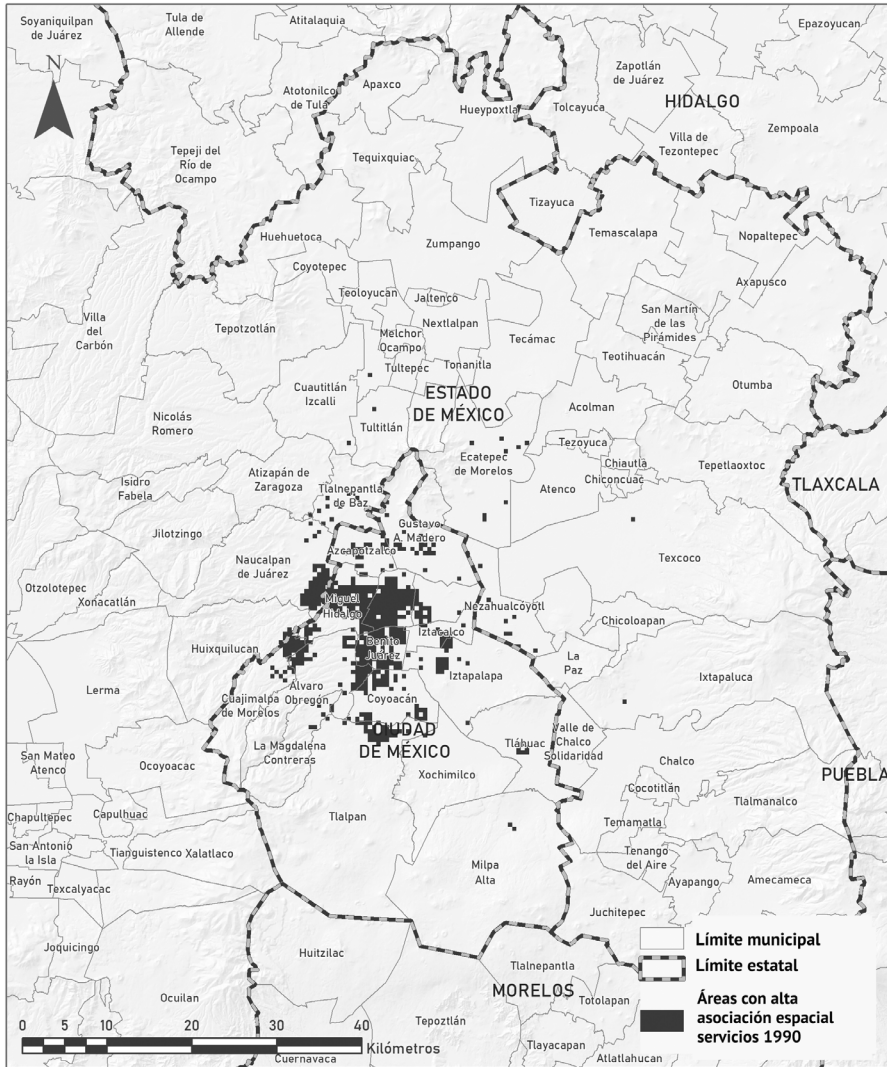 Soyaniquilpan
de Juárez
Tula de
Allende
Atitalaquia
Epazoyucan
N
Atotonilco
de Tula
Apaxco
Hueypoxtla
Tolcayuca
Zapotlán
de Juárez
HIDALGO
Zempoala
Villa de
Tezontepec
Tepeji del
Río de
Ocampo
Tequixquiac
Tizayuca
Temascalapa
Nopaltepec
Huehuetoca
Zumpango
Coyotepec
Axapusco
Teoloyucan
Jaltenco
Villa
del
Carbón
Tepotzotlán
Nextlalpan
Melchor
Ocampo
Tecámac
San Martín
de las
Pirámides
Teotihuacán
Tultepec
Tonanitla
Cuautitlán
Izcalli
ESTADO
DE MÉXICO
Otumba
Acolman
Nicolás
Romero
Tultitlán
Ecatepec
de Morelos
Tezoyuca
Chiautla
Chiconcuac
Tepetlaoxtoc
Isidro
Fabela
Atizapán de
Zaragoza
Tlalnepantla
de Baz
Atenco
TLAXCALA
Jilotzingo
Gustavo
A. Madero
Azcapotzalco
Naucalpan
de Juárez
Texcoco
Otzolotepec
Xonacatlán
Miguel
Hidalgo
Nezahualcóyotl
Chicoloapan
Iztacalco
Benito
Juárez
Huixquilucan
La
Paz
Lerma
Iztapalapa
Ixtapaluca
Cuajimalpa
de Morelos
Álvaro
Obregón
Coyoacán
CIUDAD
DE MÉXICO
La Magdalena
Contreras
Tláhuac
Valle de
Chalco
Solidaridad
San Mateo
Atenco
Ocoyoacac
Chalco
Xochimilco
PUEBLA
Cocotitlán
Tlalmanalco
Chapultepec
Capulhuac
Tlalpan
Temamatla
San Antonio
la Isla
Tianguistenco
Xalatlaco
Milpa
Alta
Tenango
del Aire
Rayón
Texcalyacac
Ayapango
Amecameca
Juchitepec
Joquicingo
Huitzilac
Tlalnepantla
Ocuilan
MORELOS
Totolapan
Tepoztlán
Tlayacapan
Atlatlahucan
Cuernavaca
Límite municipal
Límite estatal
Áreas con alta
asociación espacial
servicios 1990
0 5 10 20 30 40
Kilómetros